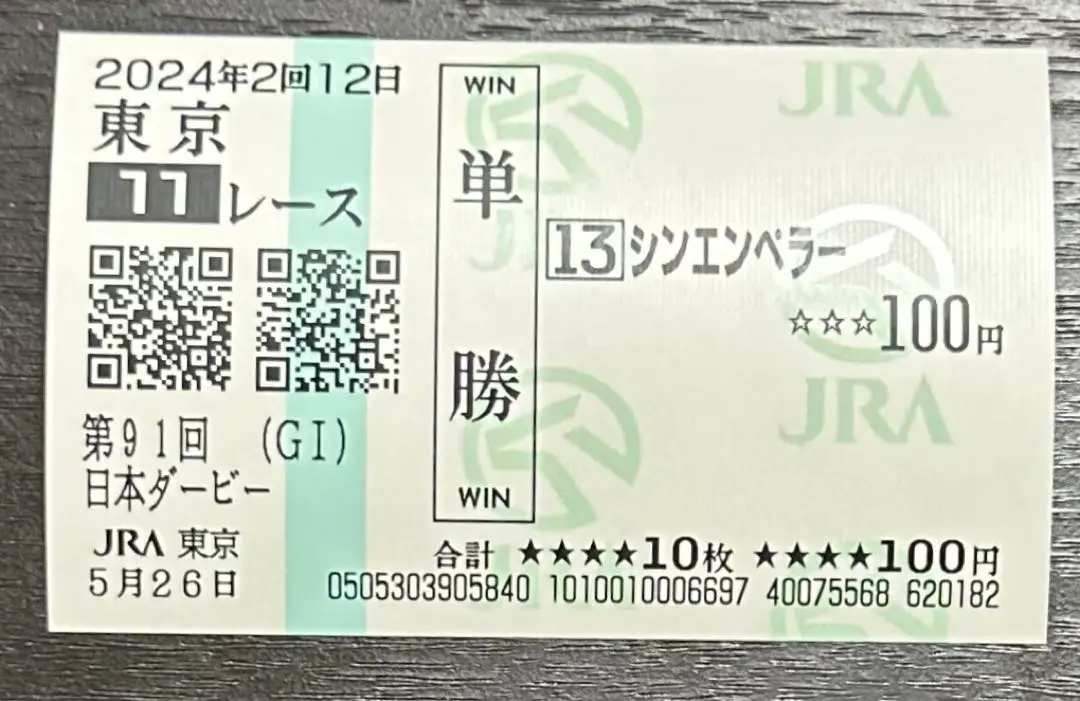 2024年2回12日
東京
11レース
第91回 (GI)
日本ダービー
JRA 東京
5月26日
WIN
単勝
WIN
13 シンエンペラー
☆☆☆100円
JRA
JRA
合計 ★★★★10枚 ★★★★100円
0505303905840 1010010006697 40075568 620182